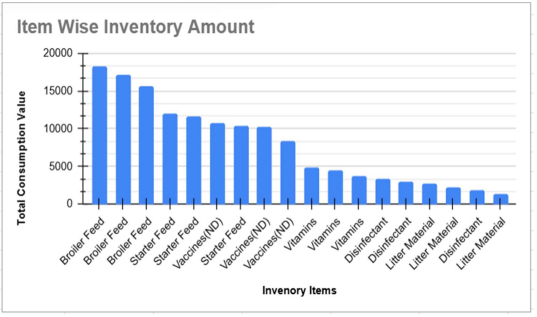 Item Wise Inventory Amount
20000
15000
10000
5000
0
Total Consumption Value
Broiler Feed
Broiler Feed
Broiler Feed
Starter Feed
Starter Feed
Vaccines(ND)
Starter Feed
Vaccines(ND)
Vaccines(ND)
Vitamins
Vitamins
Vitamins
Disinfectant
Disinfectant
Litter Material
Litter Material
Disinfectant
Litter Material
Invenory Items